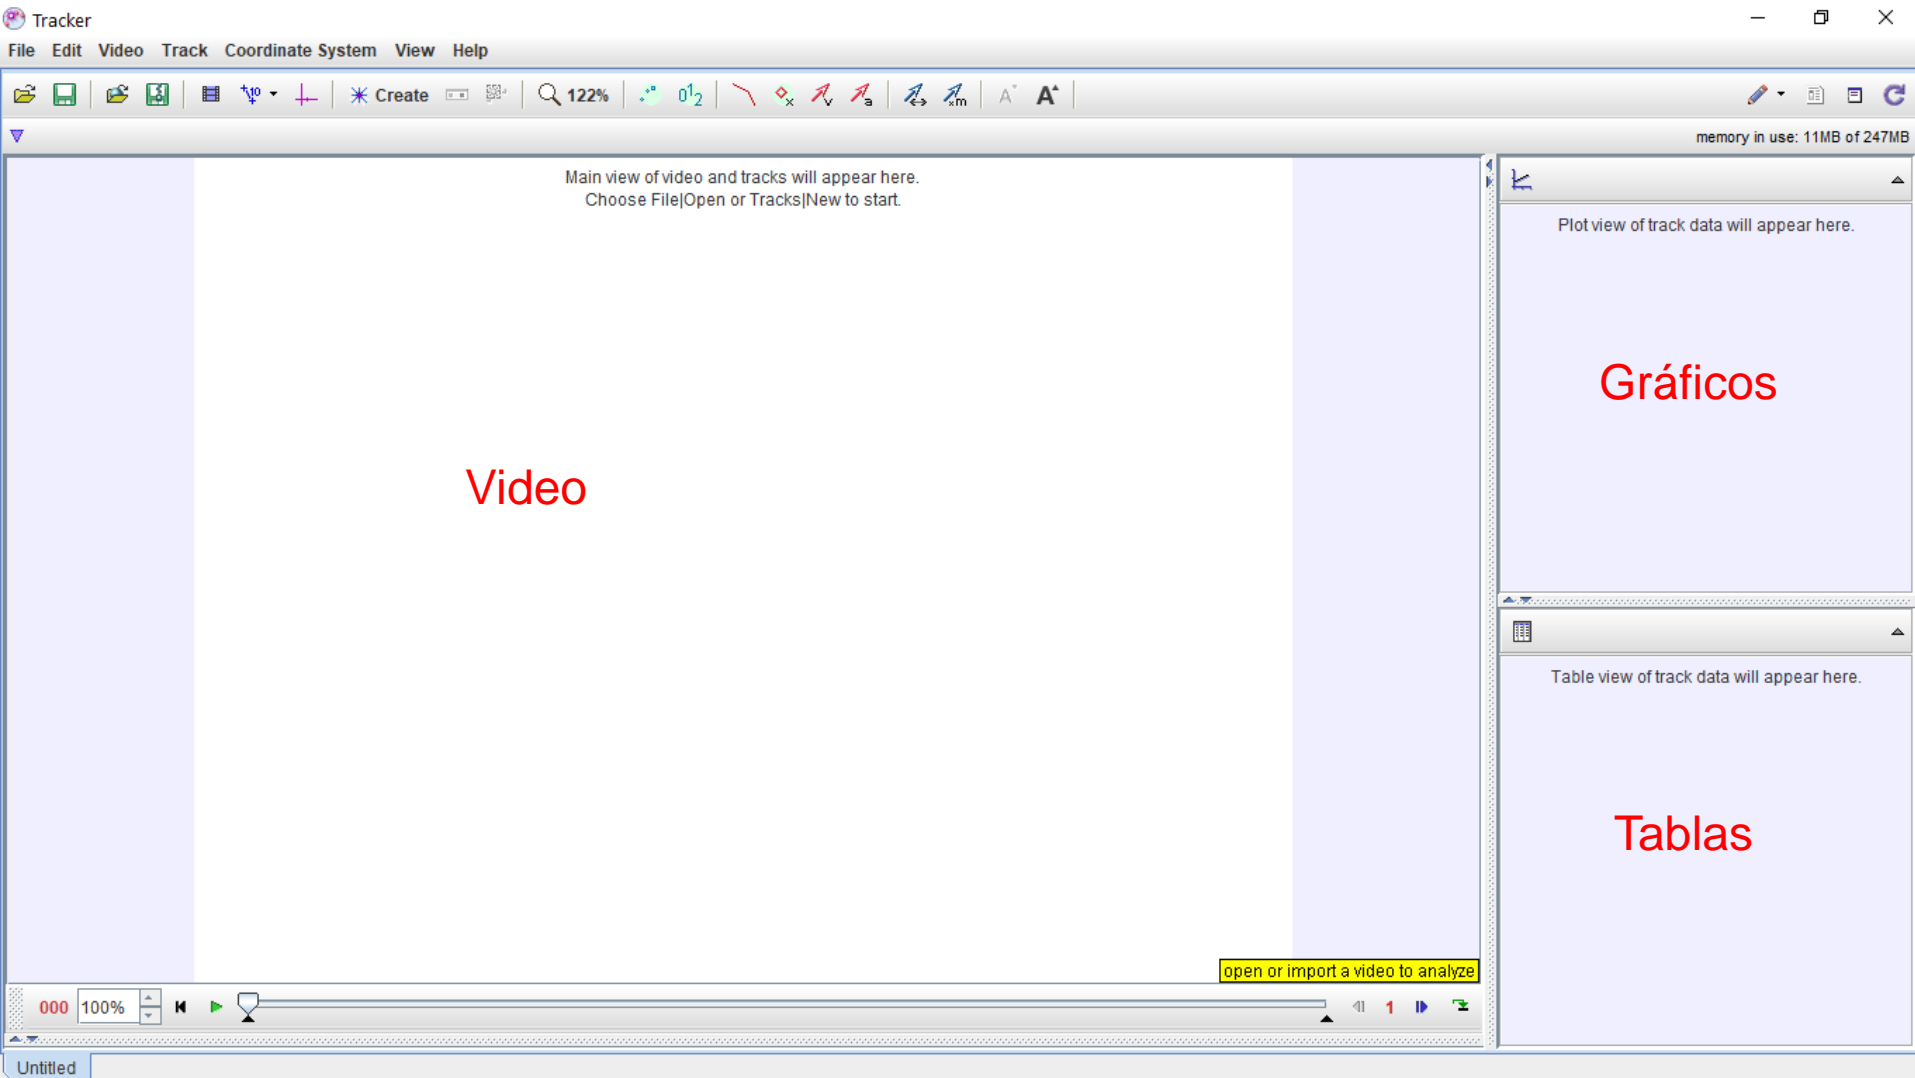 Tracker
File Edit Video Track Coordinate System View Help
Create 122%
memory in use: 11MB of 247MB
Main view of video and tracks will appear here.
Choose File|Open or Tracks|New to start.
Plot view of track data will appear here.
Gráficos
Video
Table view of track data will appear here.
Tablas
open or import a video to analyze
000 100% 1
Untitled